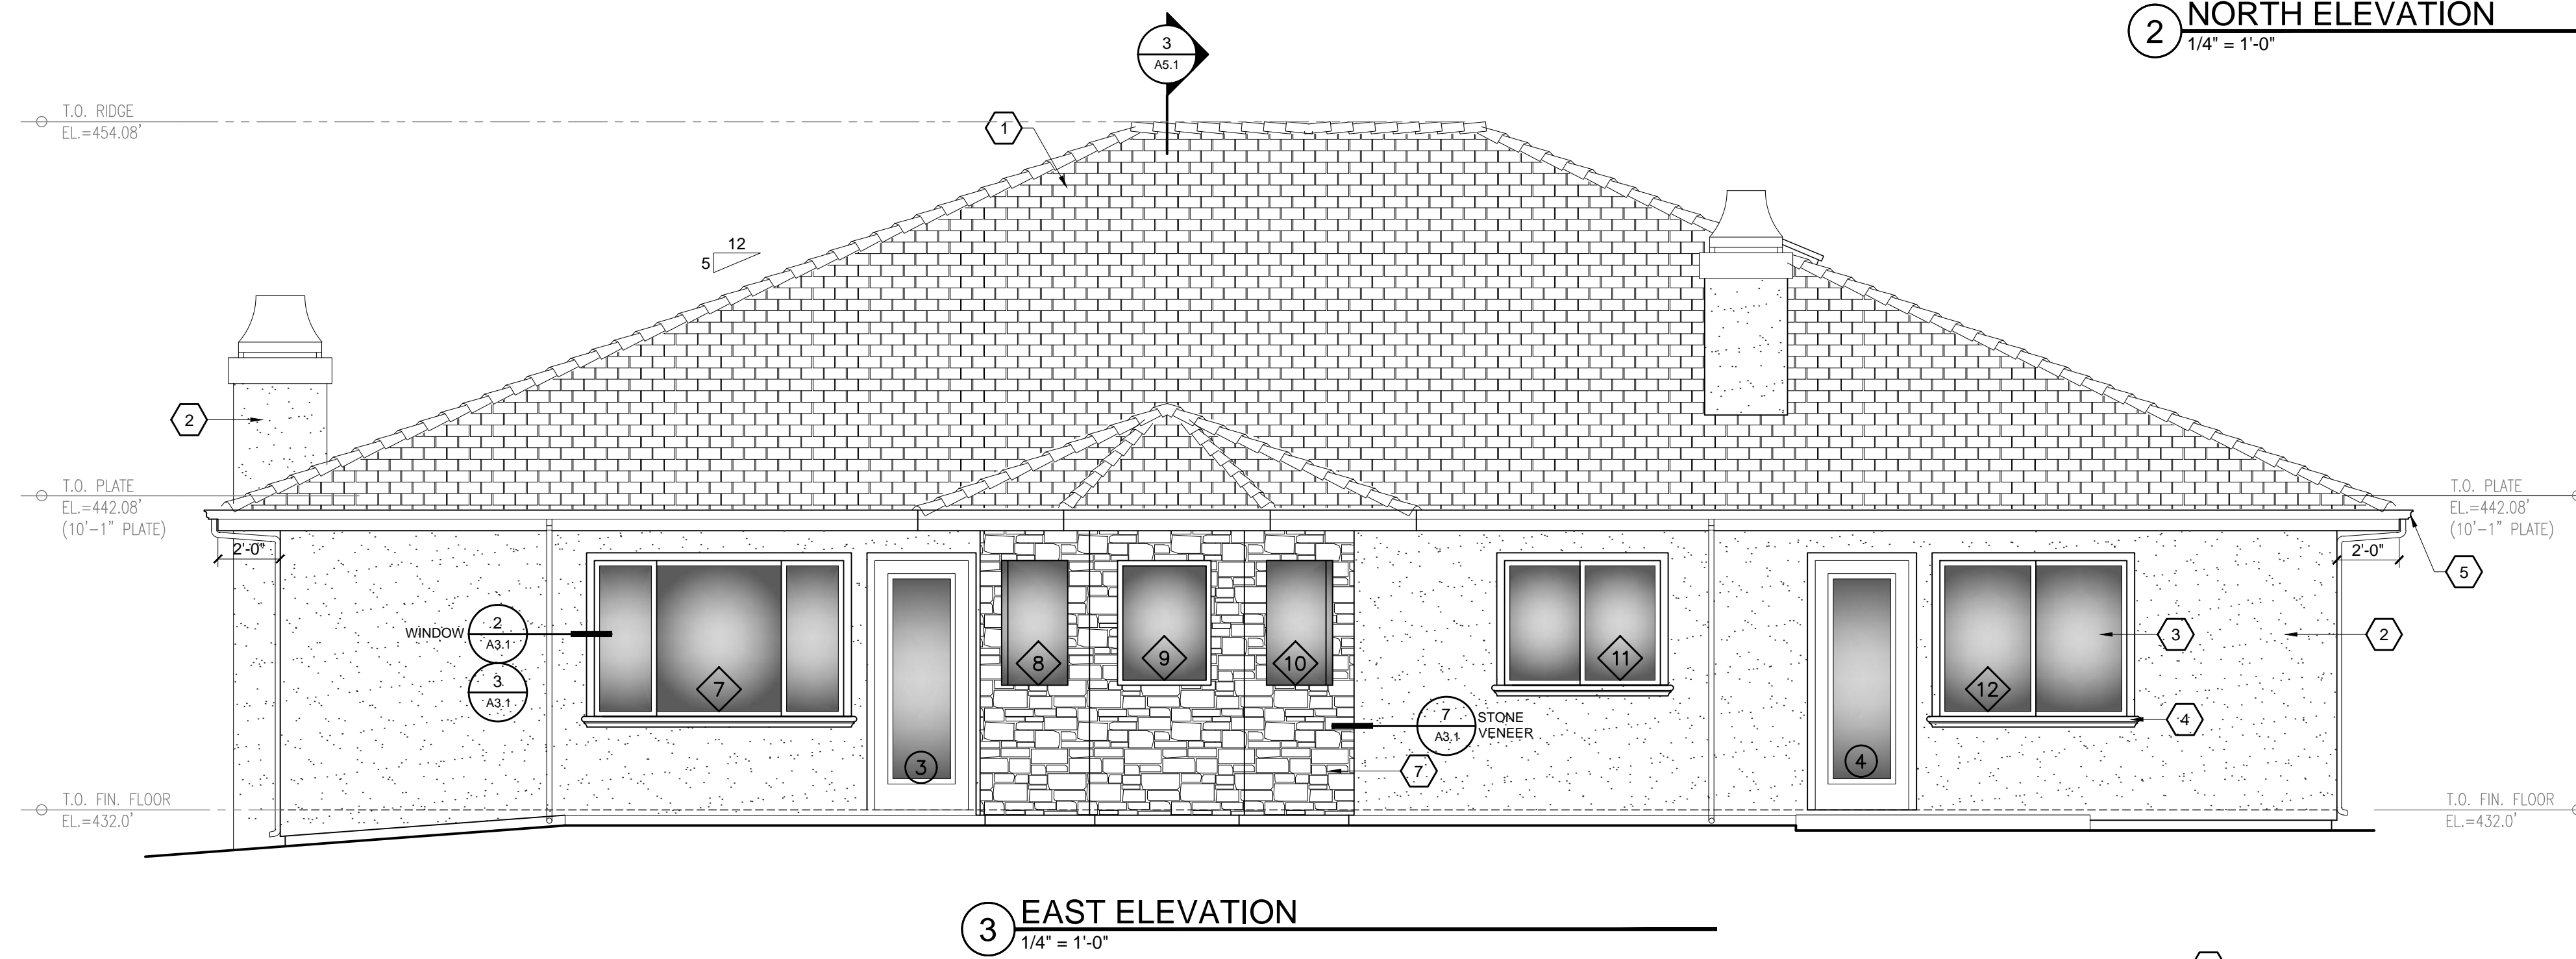 2
NORTH ELEVATION
1/4" = 1'-0"
3
A5.1
T.O. RIDGE
EL.=454.08'
1
12
5
2
T.O. PLATE
EL.=442.08'
(10'-1" PLATE)
T.O. PLATE
EL.=442.08'
(10'-1" PLATE)
2'-0"
2'-0"
5
WINDOW
2
A3.1
3
A3.1
7
3
8
9
10
11
7
A3.1
STONE
VENEER
7
4
12
3
2
4
T.O. FIN. FLOOR
EL.=432.0'
T.O. FIN. FLOOR
EL.=432.0'
3
EAST ELEVATION
1/4" = 1'-0"